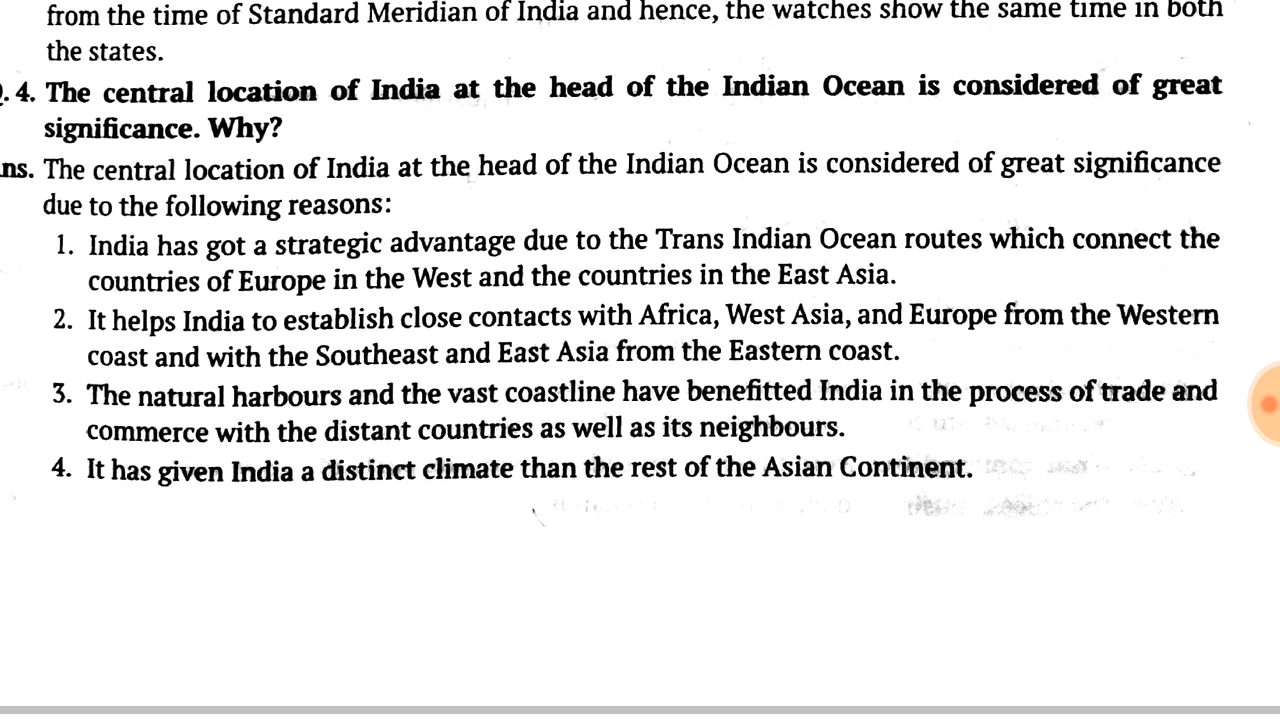 from the time of Standard Meridian of India and hence, the watches show the same time in both
the states.
. 4. The central location of India at the head of the Indian Ocean is considered of great
significance. Why?
ns. The central location of India at the head of the Indian Ocean is considered of great significance
due to the following reasons:
1. India has got a strategic advantage due to the Trans Indian Ocean routes which connect the
countries of Europe in the West and the countries in the East Asia.
2. It helps India to establish close contacts with Africa, West Asia, and Europe from the Western
coast and with the Southeast and East Asia from the Eastern coast.
3. The natural harbours and the vast coastline have benefitted India in the process of trade and
commerce with the distant countries as well as its neighbours.
4. It has given India a distinct climate than the rest of the Asian Continent.